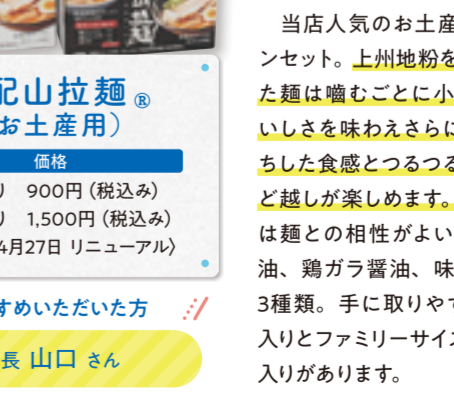 拉麺
配山拉麺®
お土産用）
価格
り 900円（税込み）
り 1,500円（税込み）
4月27日 リニューアル〉
すめいただいた方
長 山口 さん
当店人気のお土産
ンセット。上州地粉を
た麺は嚙むごとに小
いしさを味わえさらに
ちした食感とつるつる
ど越しが楽しめます。
は麺との相性がよい
油、鶏ガラ醤油、味
3種類。手に取りやす
入りとファミリーサイズ
入りがあります。